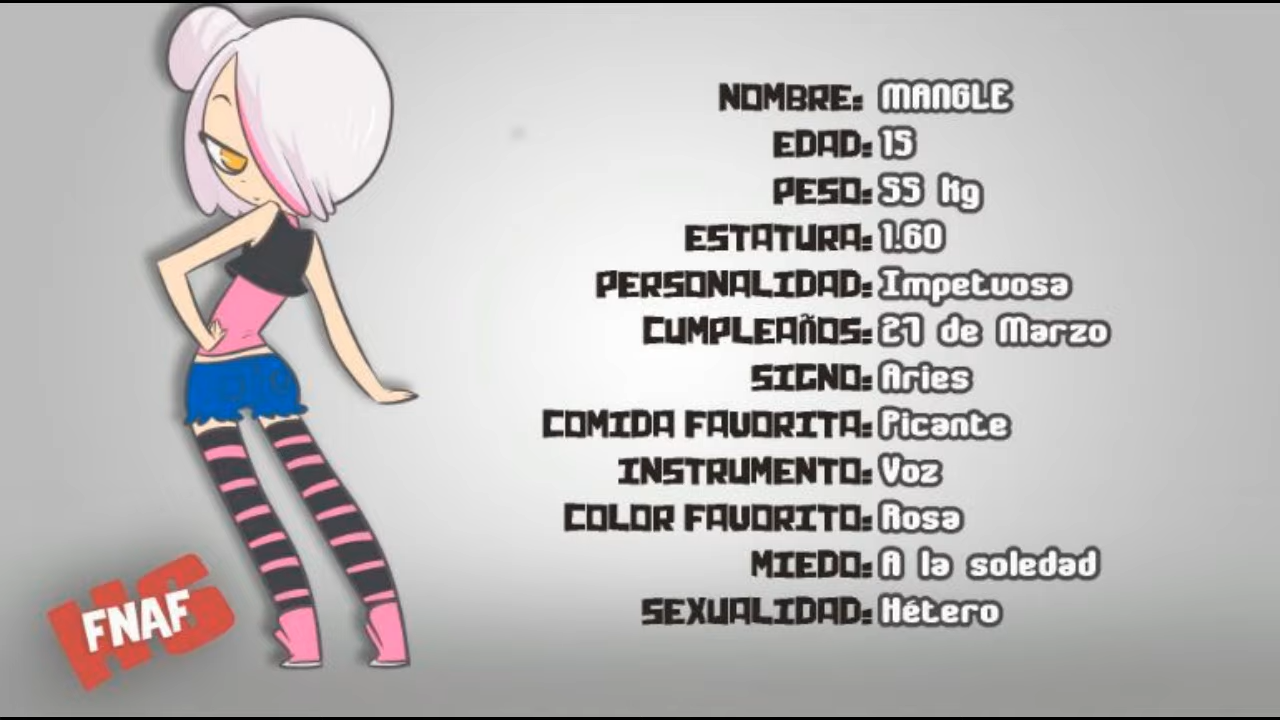 NOMBRE: MANGLE
EDAD: 15
PESO: 55 kg
ESTATURA: 1.60
PERSONALIDAD: Impetuosa
CUMPLEAÑOS: 27 de Marzo
SIGNO: Aries
COMIDA FAVORITA: Picante
INSTRUMENTO: Voz
COLOR FAVORITO: Rosa
MIEDO: A la soledad
SEXUALIDAD: Hétero
FNAF
HS